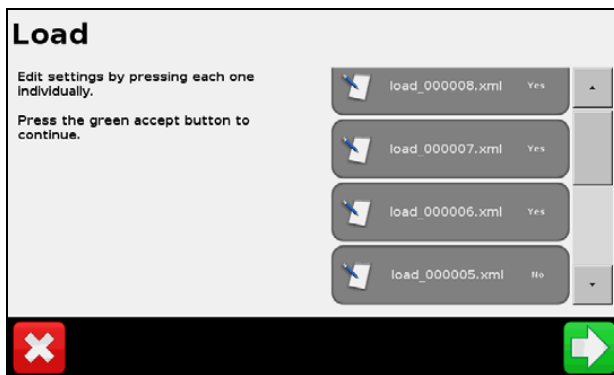 Load
Edit settings by pressing each one
individually.
Press the green accept button to
continue.
load_000008.xml Yes
load_000007.xml Yes
load_000006.xml Yes
load_000005.xml No